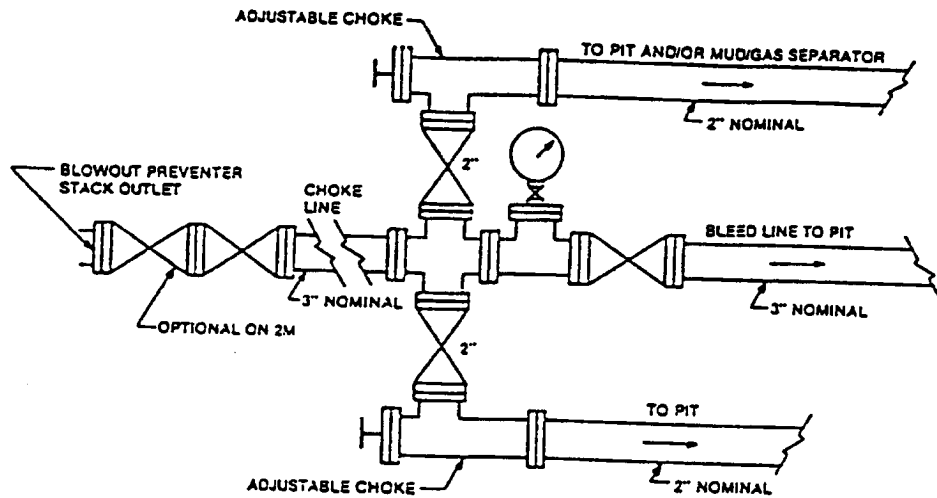 ADJUSTABLE CHOKE
TO PIT AND/OR MUD/GAS SEPARATOR
2" NOMINAL
2"
BLOWOUT PREVENTER
STACK OUTLET
CHOKE
LINE
BLEED LINE TO PIT
3" NOMINAL
3" NOMINAL
OPTIONAL ON 2M
2"
TO PIT
ADJUSTABLE CHOKE
2" NOMINAL